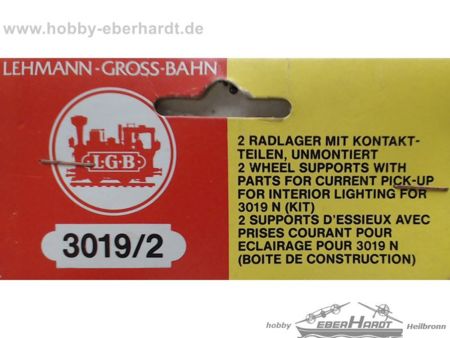 www.hobby-eberhardt.de
LEHMANN-GROSS-BAHN
L.G.B.
3019/2
2 RADLAGER MIT KONTAKT-
TEILEN, UNMONTIERT
2 WHEEL SUPPORTS WITH
PARTS FOR CURRENT PICK-UP
FOR INTERIOR LIGHTING FOR
3019 N (KIT)
2 SUPPORTS D'ESSIEUX AVEC
PRISES COURANT POUR
ECLAIRAGE POUR 3019 N
(BOITE DE CONSTRUCTION)
hobby EBERHARDT Heilbronn